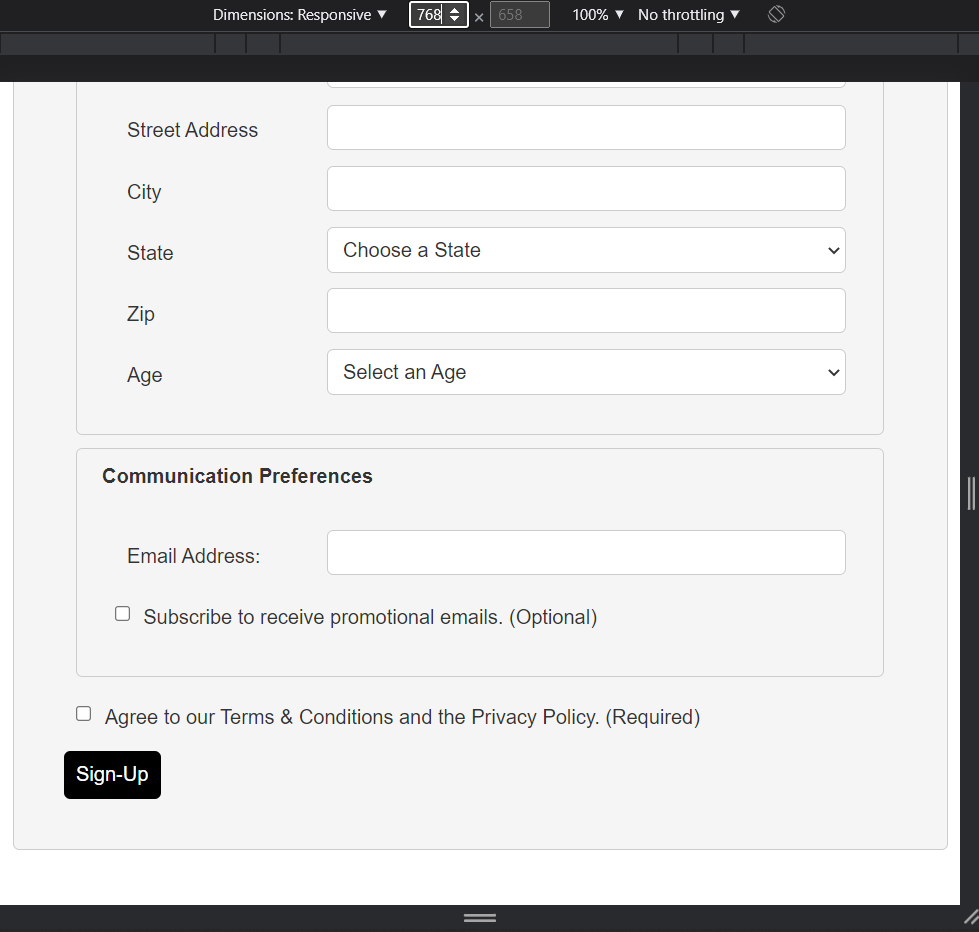 Dimensions: Responsive ▼ 768 × 658 100% ▼ No throttling ▼
Street Address
City
State Choose a State
Zip
Age Select an Age
Communication Preferences
Email Address:
Subscribe to receive promotional emails. (Optional)
Agree to our Terms & Conditions and the Privacy Policy. (Required)
Sign-Up